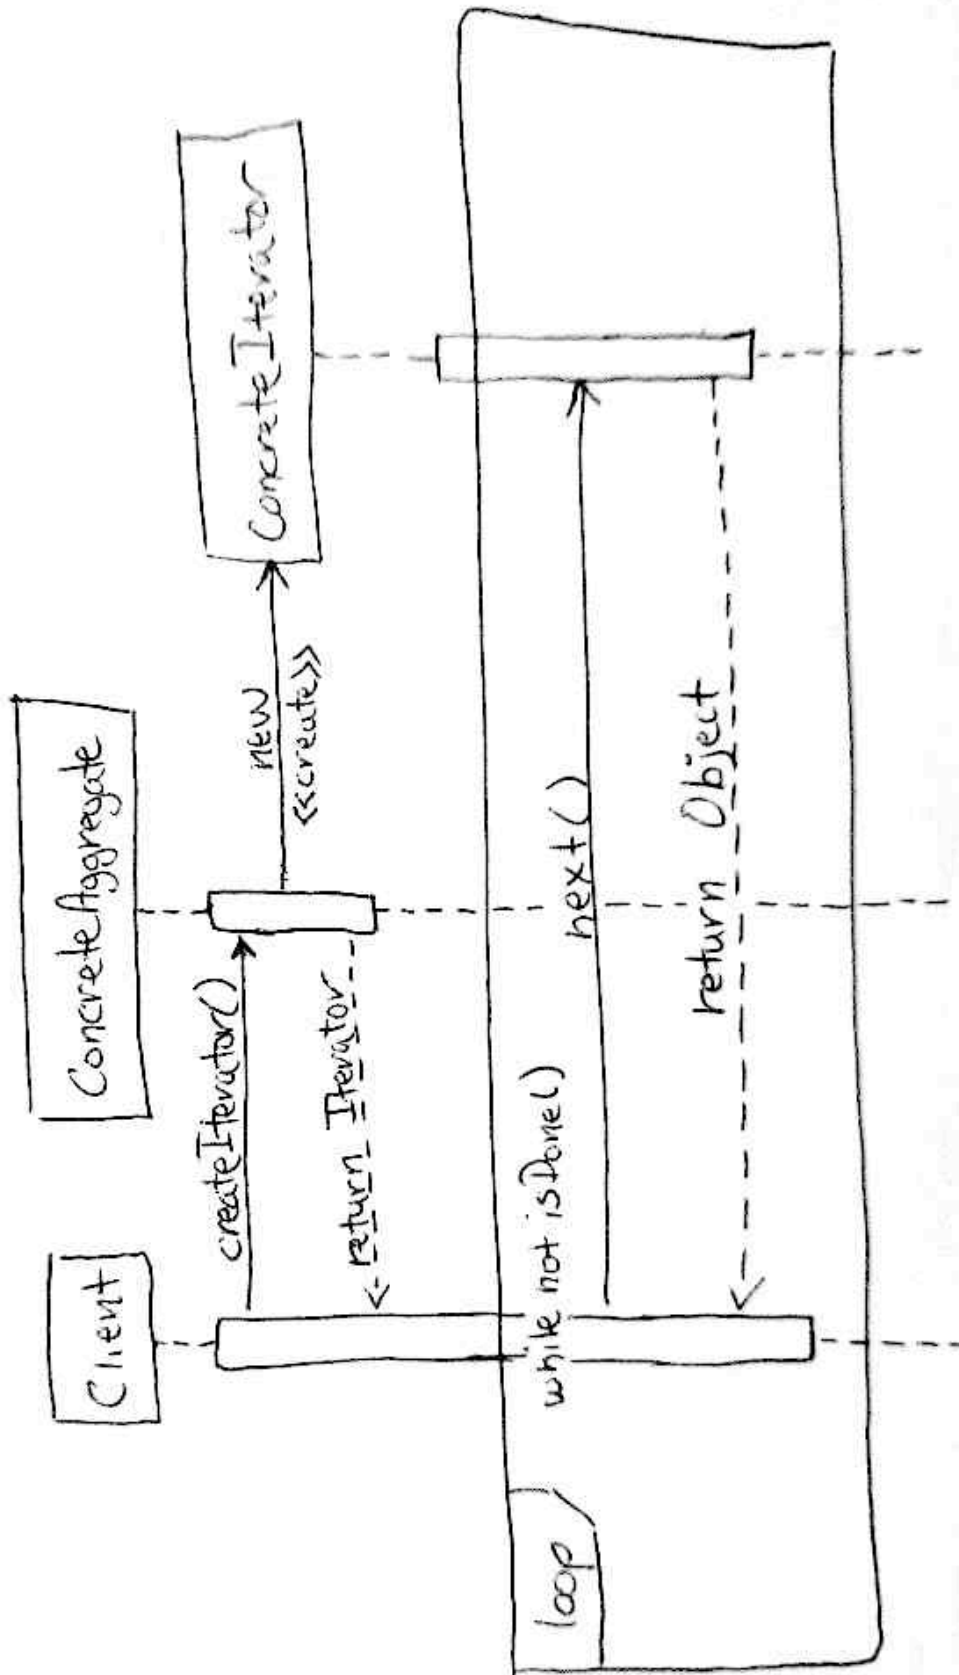 Client
ConcreteAggregate
createIterator()
new
<<create>>
ConcreteIterator
return Iterator
loop
while not isDone()
next()
return Object